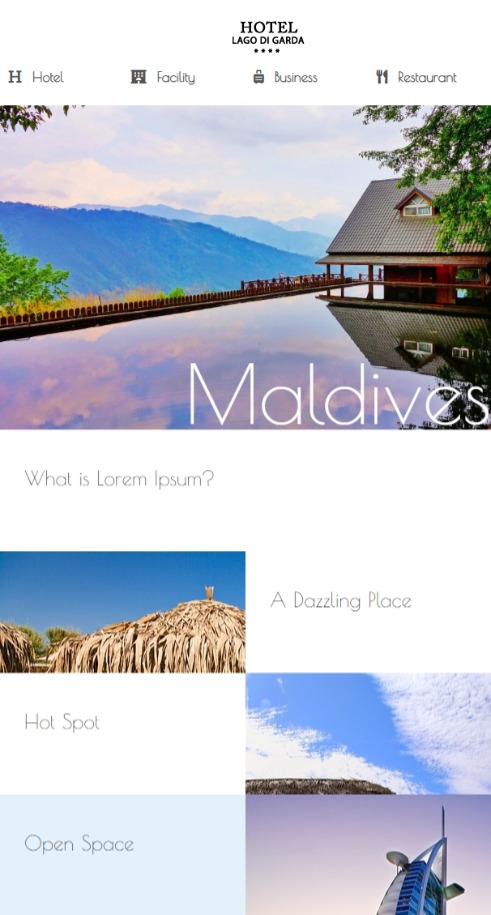 HOTEL
LAGO DI GARDA
Hotel Facility Business Restaurant
Maldives
What is Lorem Ipsum?
A Dazzling Place
Hot Spot
Open Space